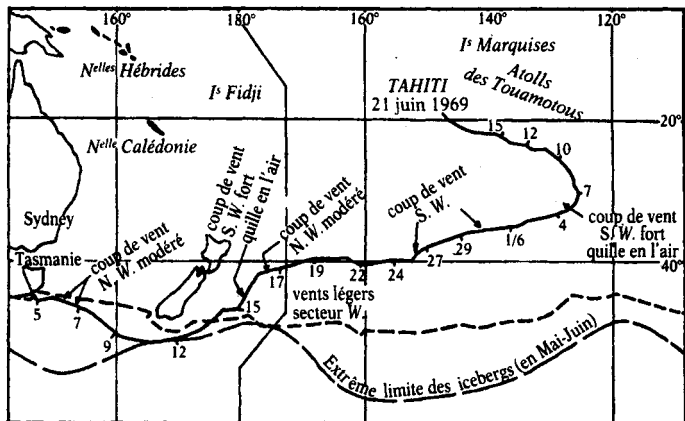 160° 180° 160° 140° 120°
Iˢ Marquises
Nelles Hébrides
Iˢ Fidji
TAHITI
21 juin 1969
Atolls
des Touamotous
15
12
10
20°
Nelle Calédonie
7
coup de vent
S. W. fort
quille en l'air
coup de vent
N. W. modéré
coup de vent
S. W.
coup de vent
S. W. fort
quille en l'air
Sydney
Tasmanie
coup de vent
N. W. modéré
4
1/6
29
27
24
22
19
17
40°
vents légers
secteur W.
15
5
7
9
12
Extrême limite des icebergs (en Mai-Juin)